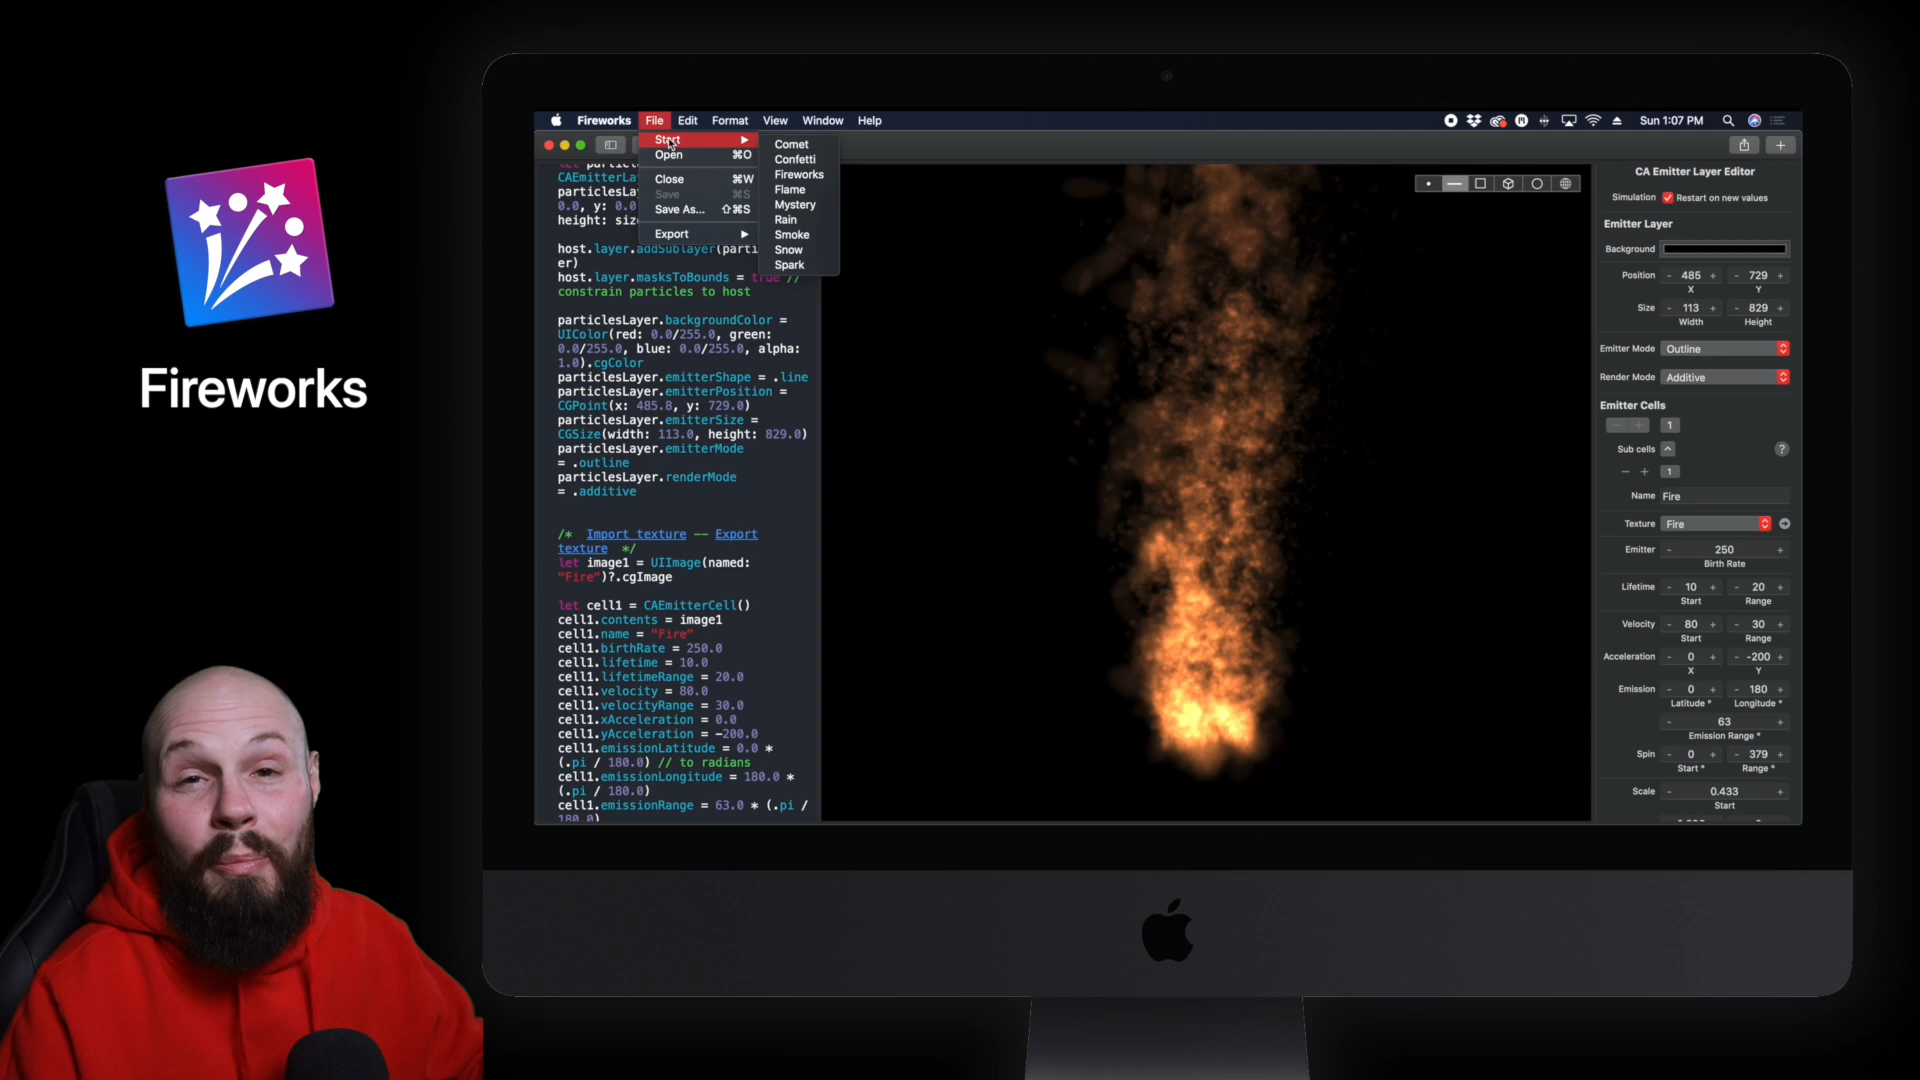 Fireworks
Fireworks File Edit Format View Window Help
Sun 1:07 PM
Start
Open ⌘O
Close ⌘W
Save ⌘S
Save As... ⇧⌘S
Export
Comet
Confetti
Fireworks
Flame
Mystery
Rain
Smoke
Snow
Spark
CAEmitterLa
particlesLa
0.0, y: 0.0
height: siz
host.layer.addSublayer(parti
er)
host.layer.masksToBounds = true //
constrain particles to host
particlesLayer.backgroundColor =
UIColor(red: 0.0/255.0, green:
0.0/255.0, blue: 0.0/255.0, alpha:
1.0).cgColor
particlesLayer.emitterShape = .line
particlesLayer.emitterPosition =
CGPoint(x: 485.8, y: 729.0)
particlesLayer.emitterSize =
CGSize(width: 113.0, height: 829.0)
particlesLayer.emitterMode
= .outline
particlesLayer.renderMode
= .additive
/* Import texture -- Export
texture */
let image1 = UIImage(named:
"Fire")?.cgImage
let cell1 = CAEmitterCell()
cell1.contents = image1
cell1.name = "Fire"
cell1.birthRate = 250.0
cell1.lifetime = 10.0
cell1.lifetimeRange = 20.0
cell1.velocity = 80.0
cell1.velocityRange = 30.0
cell1.xAcceleration = 0.0
cell1.yAcceleration = -200.0
cell1.emissionLatitude = 0.0 *
(.pi / 180.0) // to radians
cell1.emissionLongitude = 180.0 *
(.pi / 180.0)
cell1.emissionRange = 63.0 * (.pi /
180.0)
CA Emitter Layer Editor
Simulation Restart on new values
Emitter Layer
Background
Position - 485 + - 729 +
X Y
Size - 113 + - 829 +
Width Height
Emitter Mode Outline
Render Mode Additive
Emitter Cells
- + 1
Sub cells ?
- + 1
Name Fire
Texture Fire
Emitter - 250 +
Birth Rate
Lifetime - 10 + - 20 +
Start Range
Velocity - 80 + - 30 +
Start Range
Acceleration - 0 + - -200 +
X Y
Emission - 0 + - 180 +
Latitude ° Longitude °
- 63 +
Emission Range °
Spin - 0 + - 379 +
Start ° Range °
Scale - 0.433 +
Start